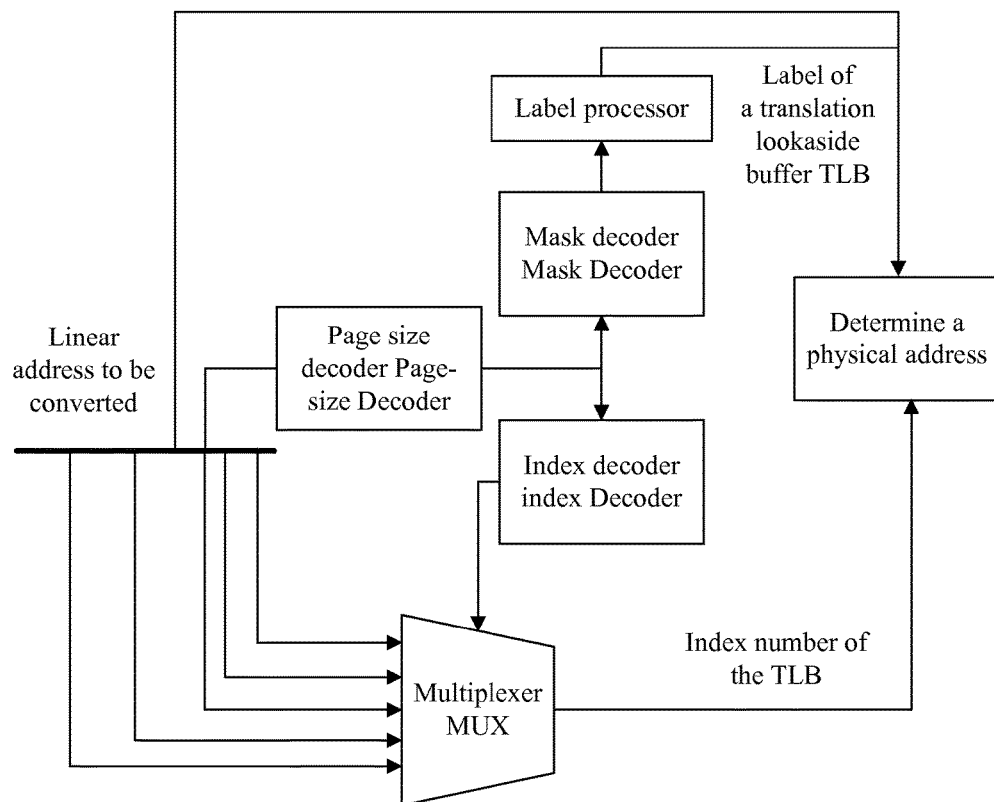 Label processor
Label of
a translation
lookaside
buffer TLB
Mask decoder
Mask Decoder
Linear
address to be
converted
Page size
decoder Page-
size Decoder
Determine a
physical address
Index decoder
index Decoder
Multiplexer
MUX
Index number of
the TLB